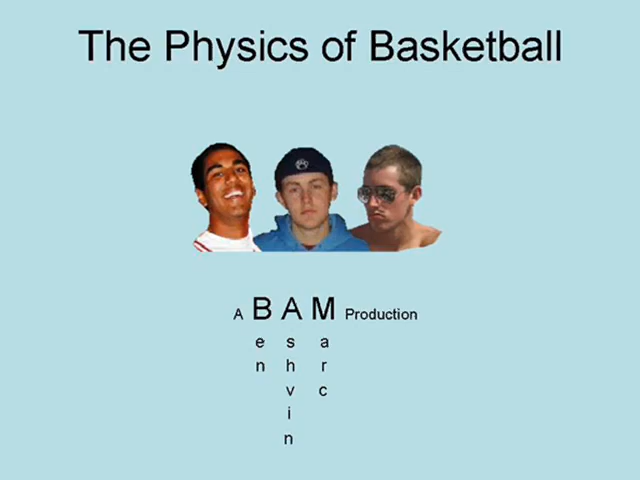 The Physics of Basketball
A B A M Production
e s a
n h r
v c
i
n